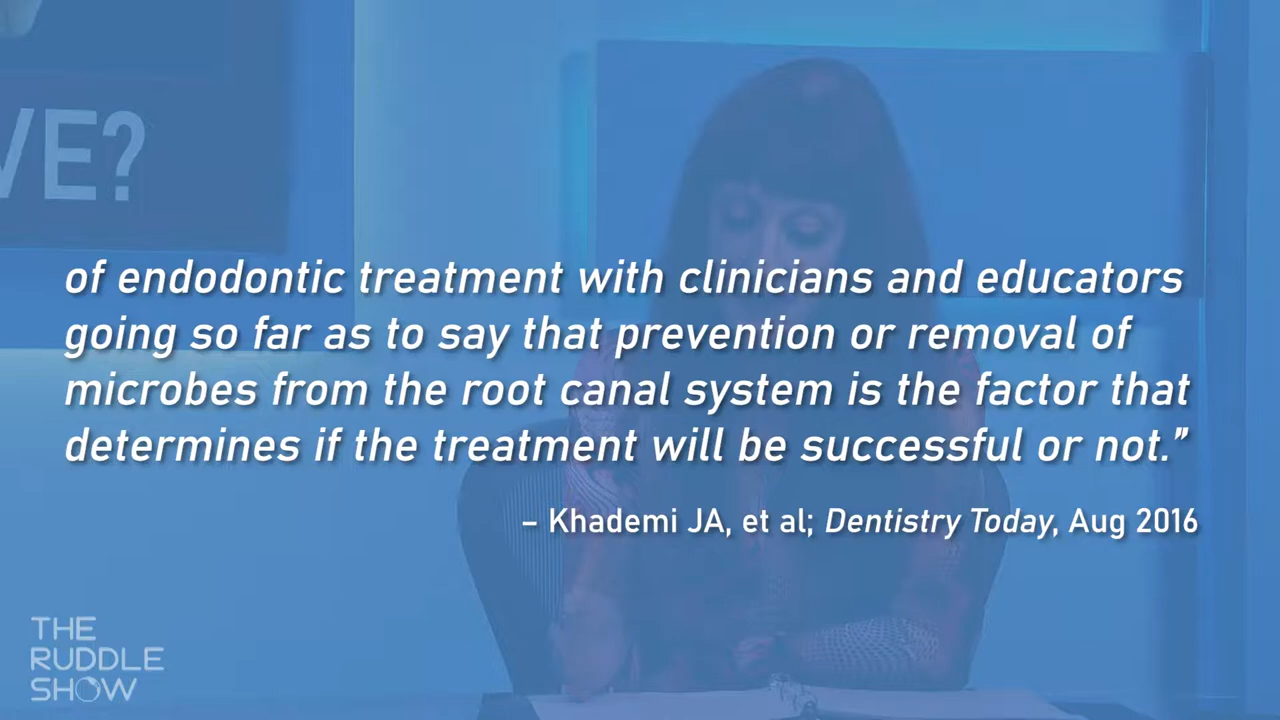 VE?
of endodontic treatment with clinicians and educators
going so far as to say that prevention or removal of
microbes from the root canal system is the factor that
determines if the treatment will be successful or not.”
– Khademi JA, et al; Dentistry Today, Aug 2016
THE
RUDDLE
SHOW